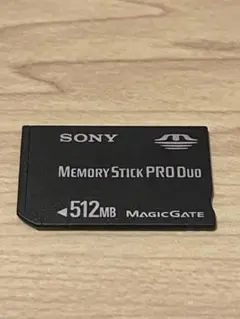 SONY
MEMORY STICK PRO DUO
◄512MB MAGICGATE